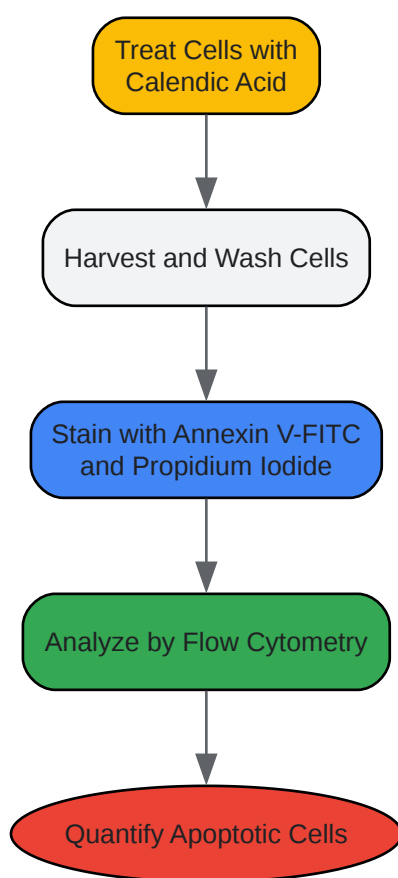 Treat Cells with
Calendic Acid
Harvest and Wash Cells
Stain with Annexin V-FITC
and Propidium Iodide
Analyze by Flow Cytometry
Quantify Apoptotic Cells